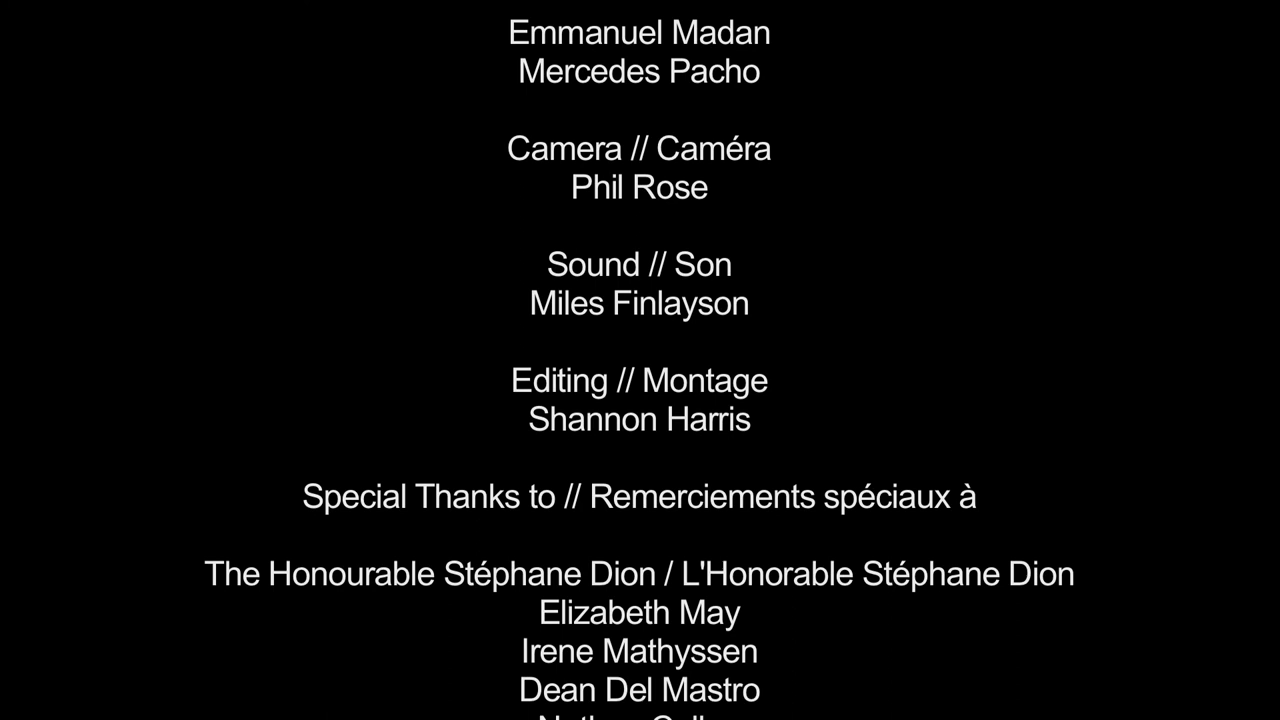 Emmanuel Madan
Mercedes Pacho
Camera // Caméra
Phil Rose
Sound // Son
Miles Finlayson
Editing // Montage
Shannon Harris
Special Thanks to // Remerciements spéciaux à
The Honourable Stéphane Dion / L'Honorable Stéphane Dion
Elizabeth May
Irene Mathyssen
Dean Del Mastro